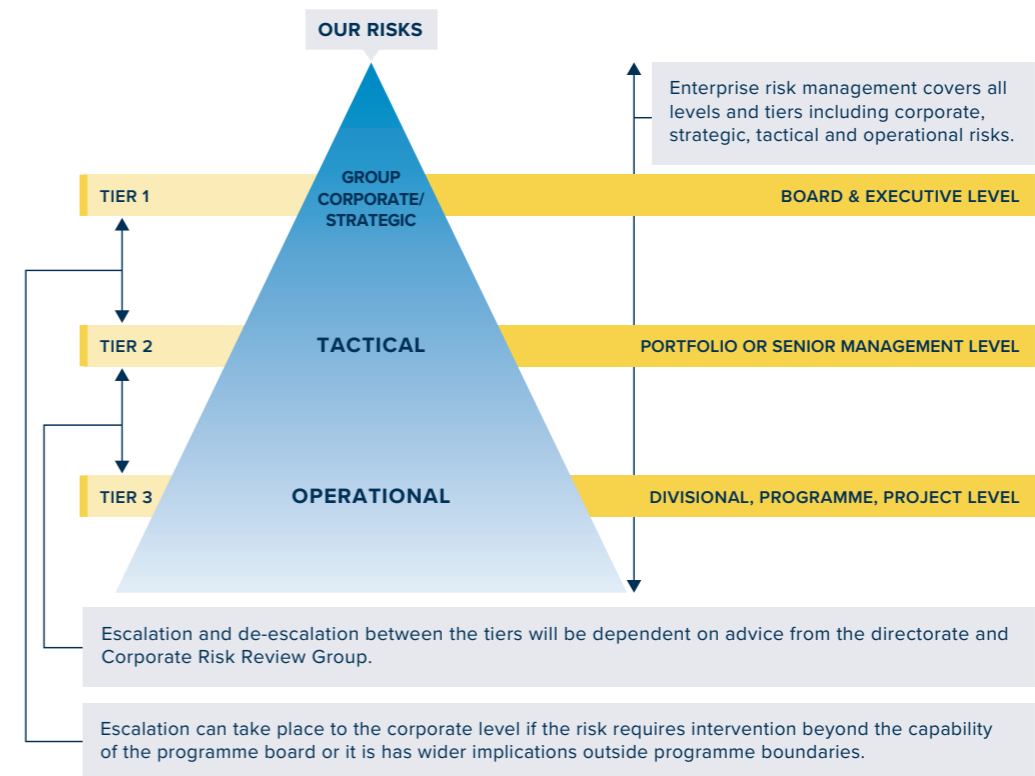 OUR RISKS
Enterprise risk management covers all
levels and tiers including corporate,
strategic, tactical and operational risks.
TIER 1
GROUP
CORPORATE/
STRATEGIC
BOARD & EXECUTIVE LEVEL
TIER 2
TACTICAL
PORTFOLIO OR SENIOR MANAGEMENT LEVEL
TIER 3
OPERATIONAL
DIVISIONAL, PROGRAMME, PROJECT LEVEL
Escalation and de-escalation between the tiers will be dependent on advice from the directorate and
Corporate Risk Review Group.
Escalation can take place to the corporate level if the risk requires intervention beyond the capability
of the programme board or it is has wider implications outside programme boundaries.